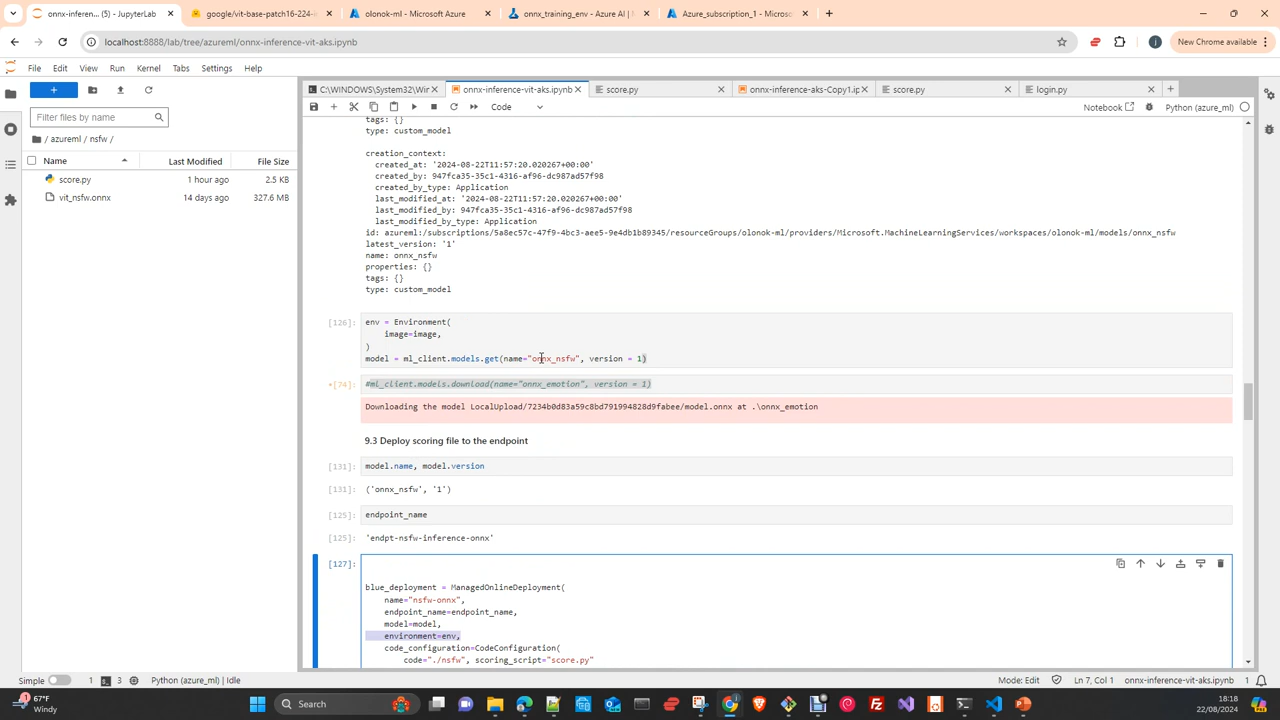 onnx-inferen... (5) - JupyterLab
google/vit-base-patch16-224-in
olonok-ml - Microsoft Azure
onnx_training_env - Azure AI | M
Azure_subscription_1 - Microso
localhost:8888/lab/tree/azureml/onnx-inference-vit-aks.ipynb
New Chrome available
File Edit View Run Kernel Tabs Settings Help
Filter files by name
/ azureml / nsfw /
Name Last Modified File Size
score.py 1 hour ago 2.5 KB
vit_nsfw.onnx 14 days ago 327.6 MB
C:\WINDOWS\System32\Wir
onnx-inference-vit-aks.ipynb
score.py
onnx-inference-aks-Copy1.ip
score.py
login.py
Code
Notebook
Python (azure_ml)
tags: {}
type: custom_model
creation_context:
created_at: '2024-08-22T11:57:20.020267+00:00'
created_by: 947fca35-35c1-4316-af96-dc987ad57f98
created_by_type: Application
last_modified_at: '2024-08-22T11:57:20.020267+00:00'
last_modified_by: 947fca35-35c1-4316-af96-dc987ad57f98
last_modified_by_type: Application
id: azureml:/subscriptions/5a8ec57c-47f9-4bc3-aee5-9e4db1b89345/resourceGroups/olonok-ml/providers/Microsoft.MachineLearningServices/workspaces/olonok-ml/models/onnx_nsfw
latest_version: '1'
name: onnx_nsfw
properties: {}
tags: {}
type: custom_model
[126]: env = Environment(
image=image,
)
model = ml_client.models.get(name="onnx_nsfw", version = 1)
[74]: #ml_client.models.download(name="onnx_emotion", version = 1)
Downloading the model LocalUpload/7234b0d83a59c8bd791994828d9fabee/model.onnx at .\onnx_emotion
9.3 Deploy scoring file to the endpoint
[131]: model.name, model.version
[131]: ('onnx_nsfw', '1')
[125]: endpoint_name
[125]: 'endpt-nsfw-inference-onnx'
[127]:
blue_deployment = ManagedOnlineDeployment(
name="nsfw-onnx",
endpoint_name=endpoint_name,
model=model,
environment=env,
code_configuration=CodeConfiguration(
code="./nsfw", scoring_script="score.py"
Simple 1 3 Python (azure_ml) | Idle
Mode: Edit Ln 7, Col 1 onnx-inference-vit-aks.ipynb 1
67°F
Windy
Search
18:18
22/08/2024